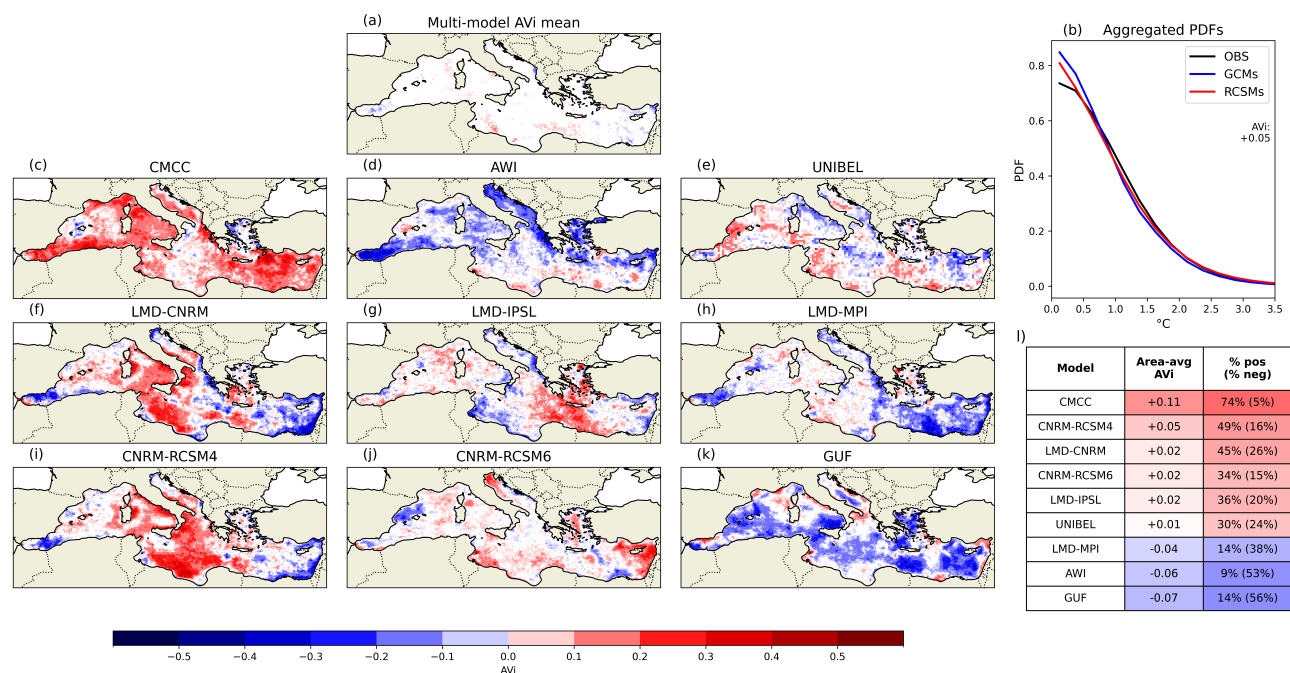 (a) Multi-model AVi mean
(b) Aggregated PDFs
OBS
GCMs
RCSMs
AVi:
+0.05
PDF
0.8
0.6
0.4
0.2
0.0
0.0 0.5 1.0 1.5 2.0 2.5 3.0 3.5
°C
(c) CMCC
(d) AWI
(e) UNIBEL
(f) LMD-CNRM
(g) LMD-IPSL
(h) LMD-MPI
(i) CNRM-RCSM4
(j) CNRM-RCSM6
(k) GUF
l)
Model Area-avg AVi % pos (% neg)
CMCC +0.11 74% (5%)
CNRM-RCSM4 +0.05 49% (16%)
LMD-CNRM +0.02 45% (26%)
CNRM-RCSM6 +0.02 34% (15%)
LMD-IPSL +0.02 36% (20%)
UNIBEL +0.01 30% (24%)
LMD-MPI -0.04 14% (38%)
AWI -0.06 9% (53%)
GUF -0.07 14% (56%)
−0.5 −0.4 −0.3 −0.2 −0.1 0.0 0.1 0.2 0.3 0.4 0.5
AVi